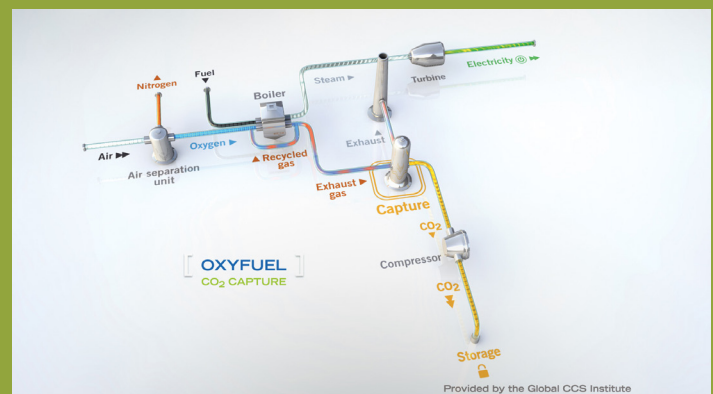 Nitrogen
Fuel
Boiler
Steam
Turbine
Electricity
Air
Oxygen
Air separation
unit
Recycled
gas
Exhaust
Exhaust
gas
Capture
CO₂
Compressor
CO₂
Storage
[ OXYFUEL ]
CO₂ CAPTURE
Provided by the Global CCS Institute